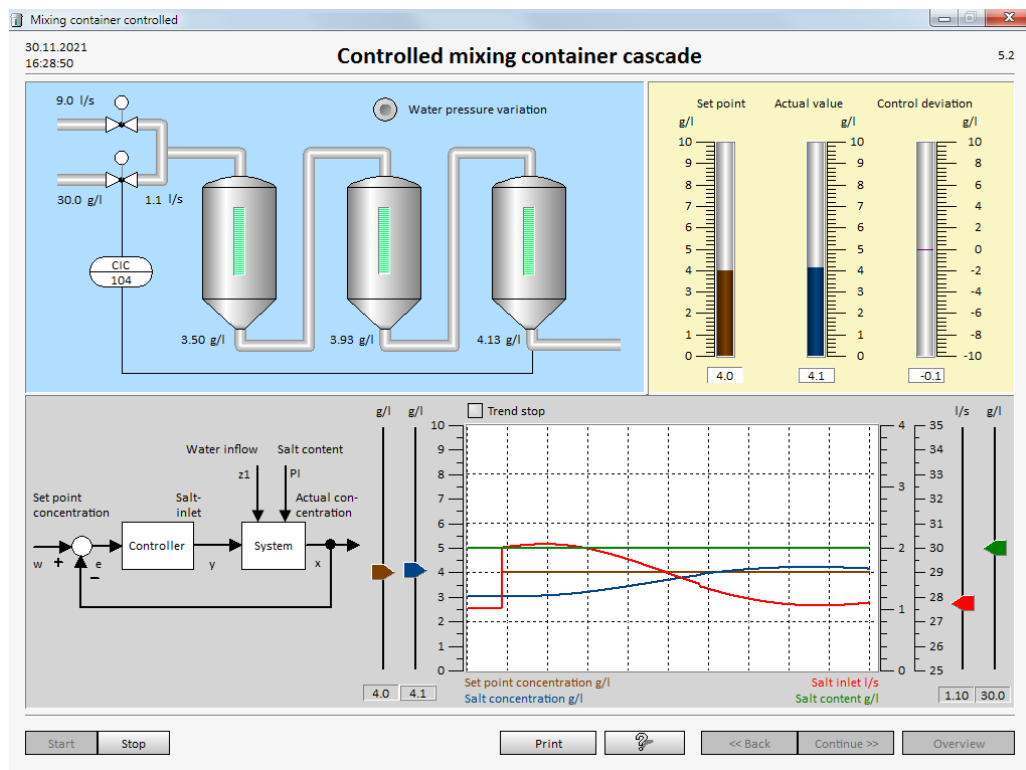 Mixing container controlled
30.11.2021
16:28:50
Controlled mixing container cascade
5.2
9.0 l/s
Water pressure variation
30.0 g/l
1.1 l/s
CIC
104
3.50 g/l
3.93 g/l
4.13 g/l
Set point
Actual value
Control deviation
g/l
g/l
g/l
10
9
8
7
6
5
4
3
2
1
0
10
9
8
7
6
5
4
3
2
1
0
10
8
6
4
2
0
-2
-4
-6
-8
-10
4.0
4.1
-0.1
Water inflow
Salt content
z1
PI
Set point
concentration
Salt-
inlet
Actual con-
centration
Controller
System
w
+
e
−
y
x
g/l
g/l
Trend stop
l/s
g/l
10
9
8
7
6
5
4
3
2
1
0
4
3
2
1
0
35
34
33
32
31
30
29
28
27
26
25
4.0
4.1
Set point concentration g/l
Salt concentration g/l
Salt inlet l/s
Salt content g/l
1.10
30.0
Start
Stop
Print
?
<< Back
Continue >>
Overview